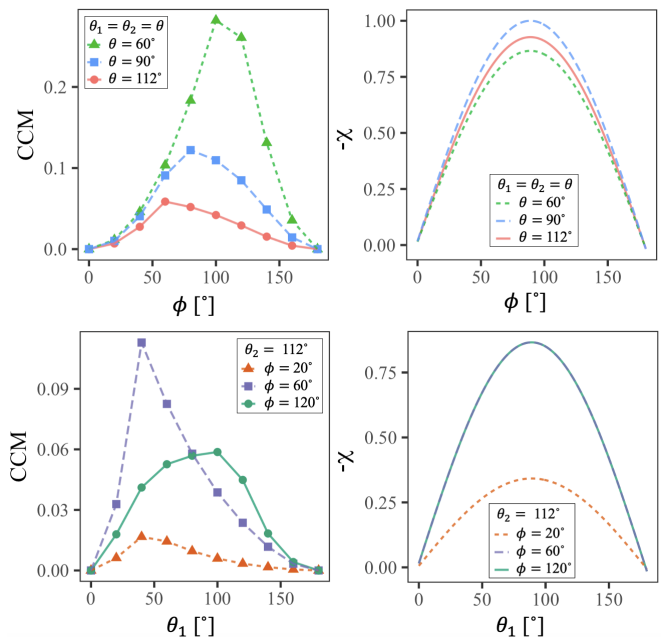 θ₁ = θ₂ = θ
θ = 60°
θ = 90°
θ = 112°
CCM
0.2
0.1
0.0
0 50 100 150
ϕ [°]
-χ
1.00
0.75
0.50
0.25
0.00
θ₁ = θ₂ = θ
θ = 60°
θ = 90°
θ = 112°
0 50 100 150
ϕ [°]
θ₂ = 112°
ϕ = 20°
ϕ = 60°
ϕ = 120°
CCM
0.09
0.06
0.03
0.00
0 50 100 150
θ₁ [°]
-χ
0.75
0.50
0.25
0.00
θ₂ = 112°
ϕ = 20°
ϕ = 60°
ϕ = 120°
0 50 100 150
θ₁ [°]